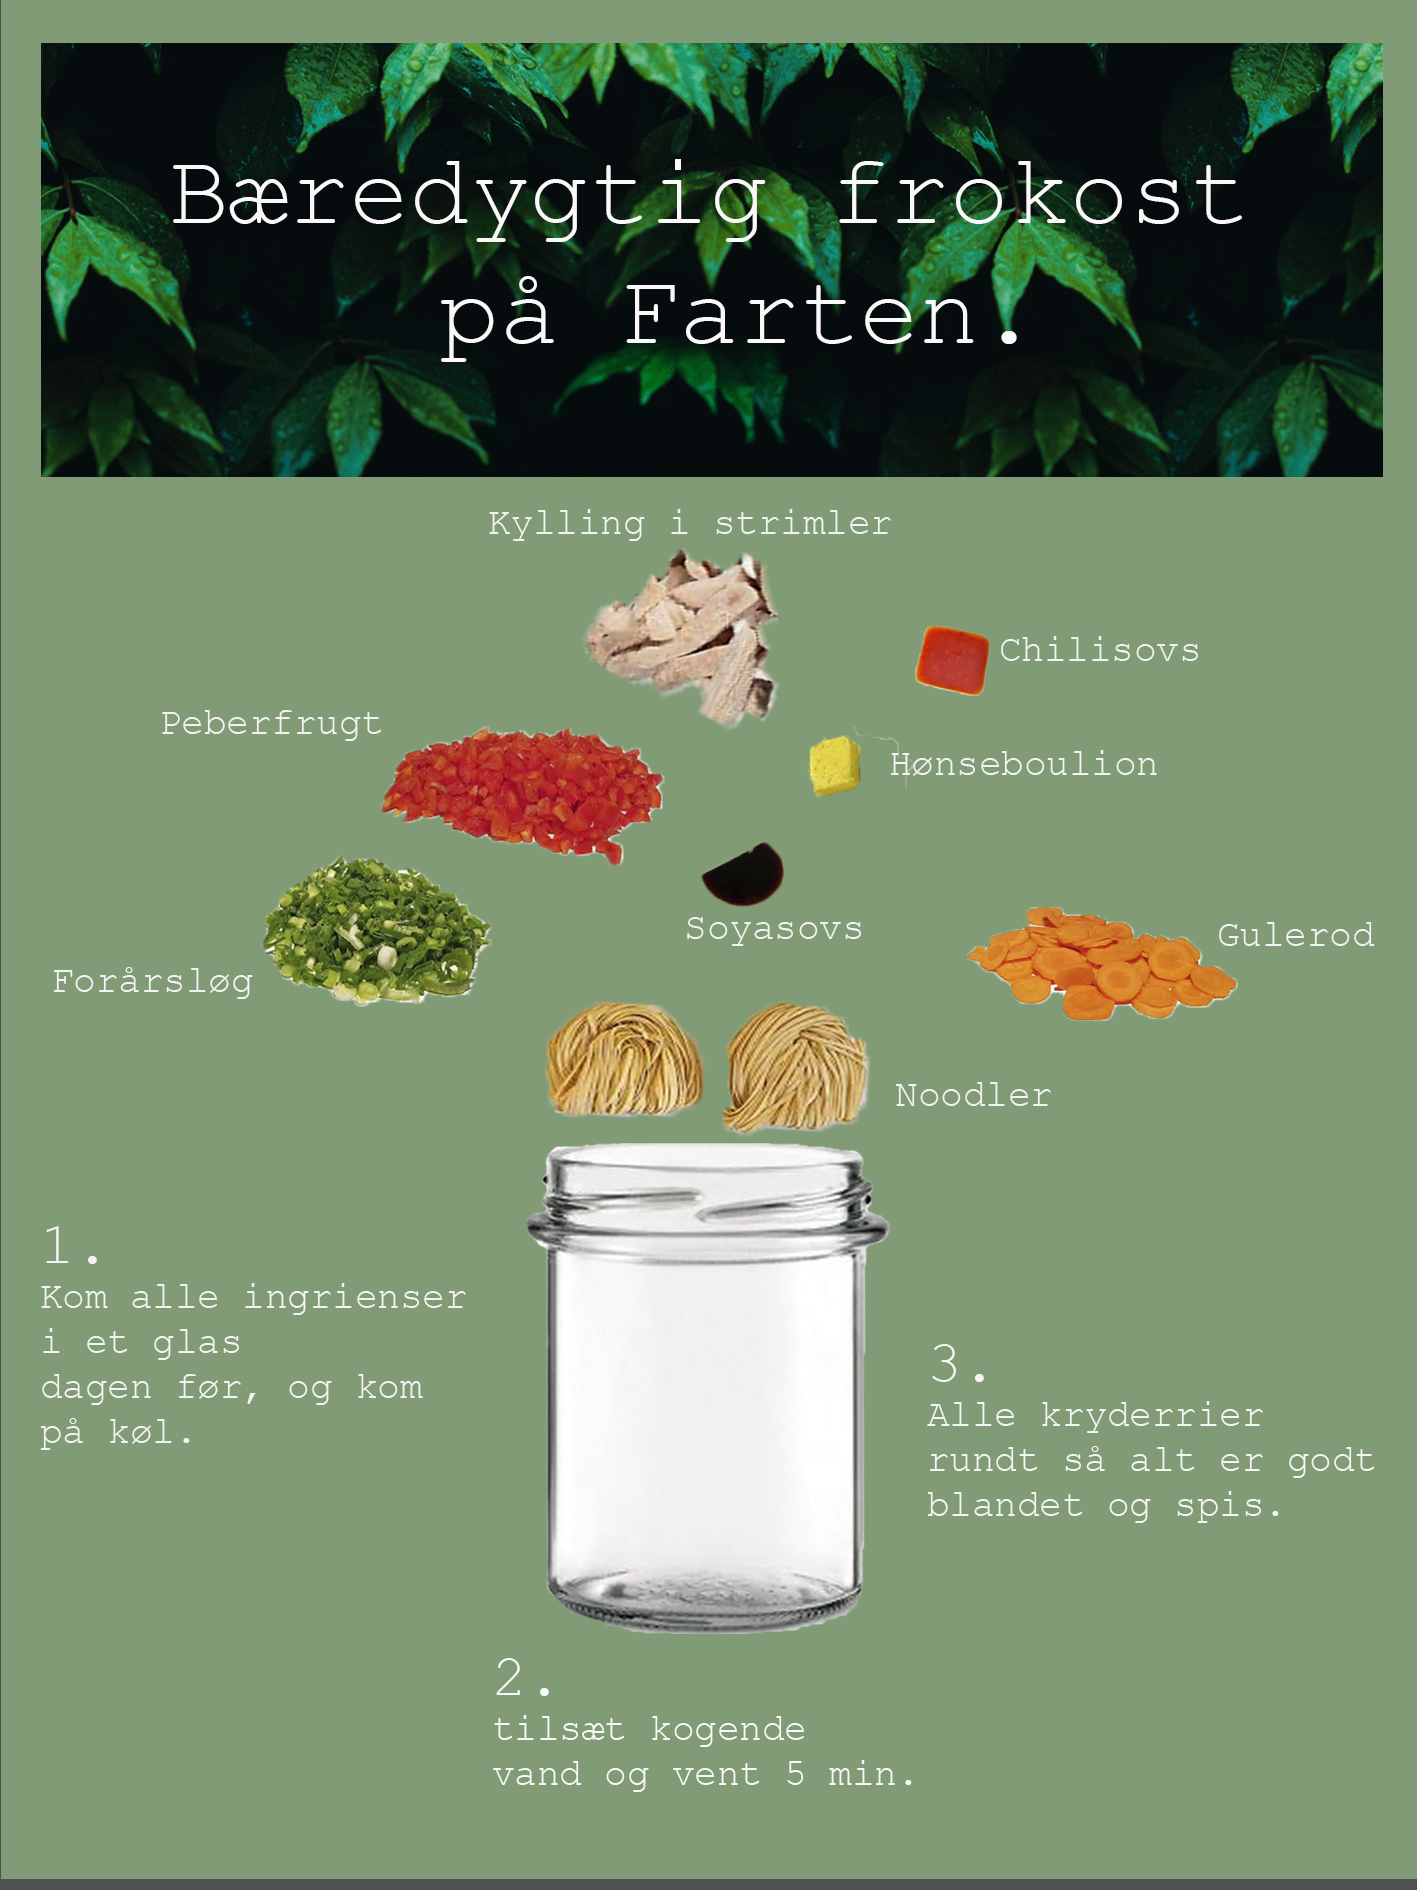 Bæredygtig frokost
på Farten.
Kylling i strimler
Chilisovs
Peberfrugt
Hønseboulion
Soyasovs
Gulerod
Forårsløg
Noodler
1.
Kom alle ingrienser
i et glas
dagen før, og kom
på køl.
3.
Alle kryderrier
rundt så alt er godt
blandet og spis.
2.
tilsæt kogende
vand og vent 5 min.